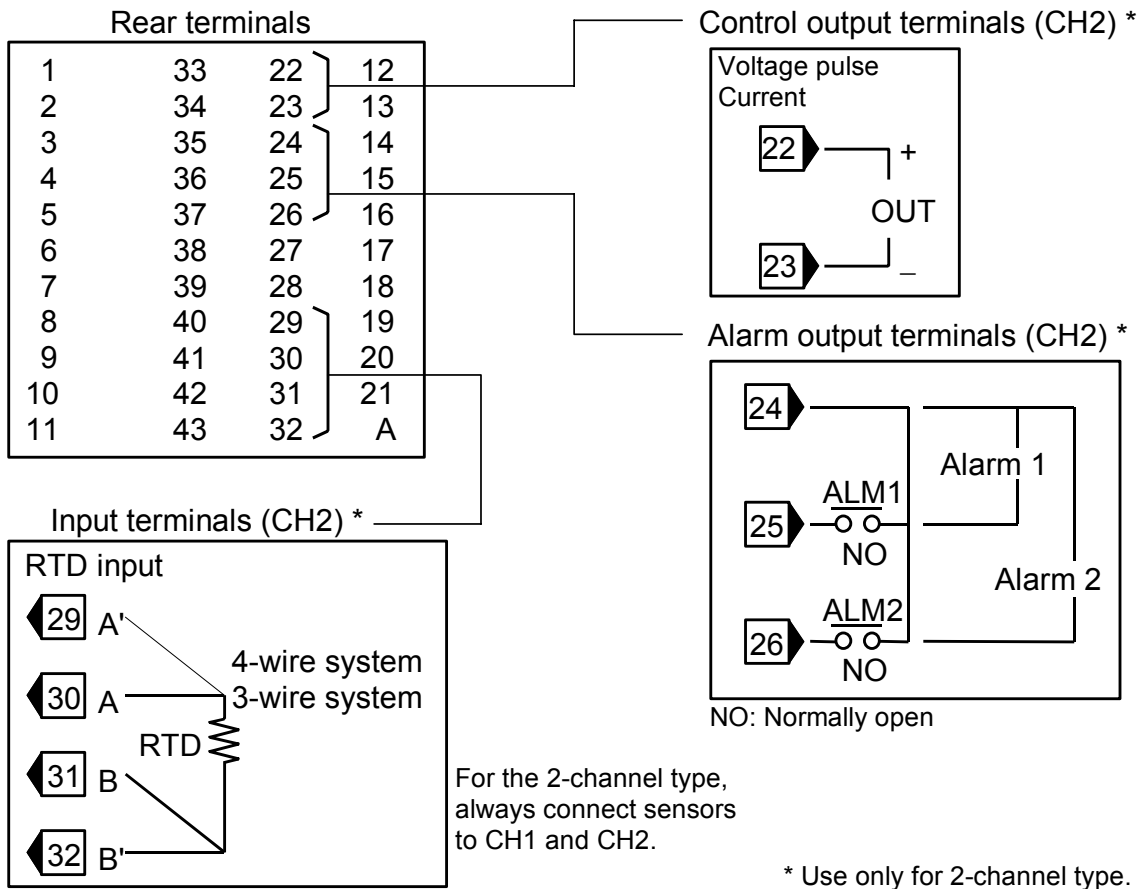 Rear terminals
1 33 22 12
2 34 23 13
3 35 24 14
4 36 25 15
5 37 26 16
6 38 27 17
7 39 28 18
8 40 29 19
9 41 30 20
10 42 31 21
11 43 32 A
Control output terminals (CH2) *
Voltage pulse
Current
22 +
OUT
23 –
Alarm output terminals (CH2) *
24
Alarm 1
ALM1
25
NO
Alarm 2
ALM2
26
NO
NO: Normally open
Input terminals (CH2) *
RTD input
29 A'
4-wire system
30 A 3-wire system
RTD
31 B
32 B'
For the 2-channel type,
always connect sensors
to CH1 and CH2.
* Use only for 2-channel type.